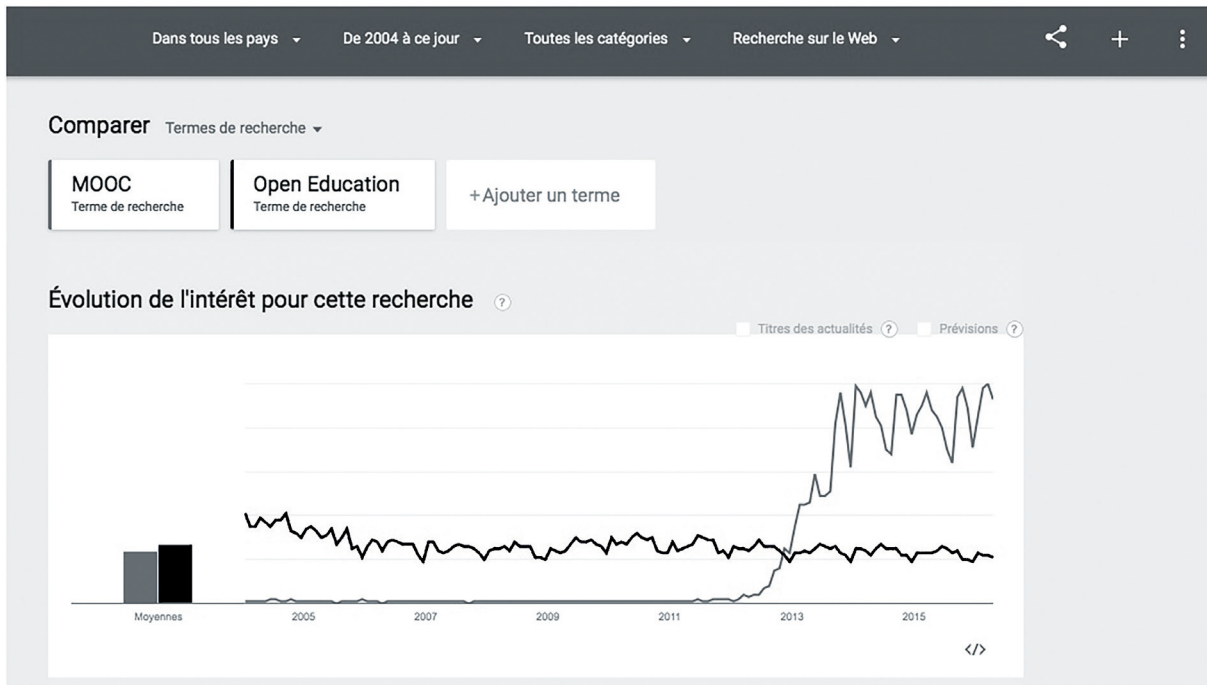 Dans tous les pays De 2004 à ce jour Toutes les catégories Recherche sur le Web
Comparer Termes de recherche
MOOC
Terme de recherche
Open Education
Terme de recherche
+Ajouter un terme
Évolution de l'intérêt pour cette recherche ?
Titres des actualités ? Prévisions ?
Moyennes 2005 2007 2009 2011 2013 2015
</>